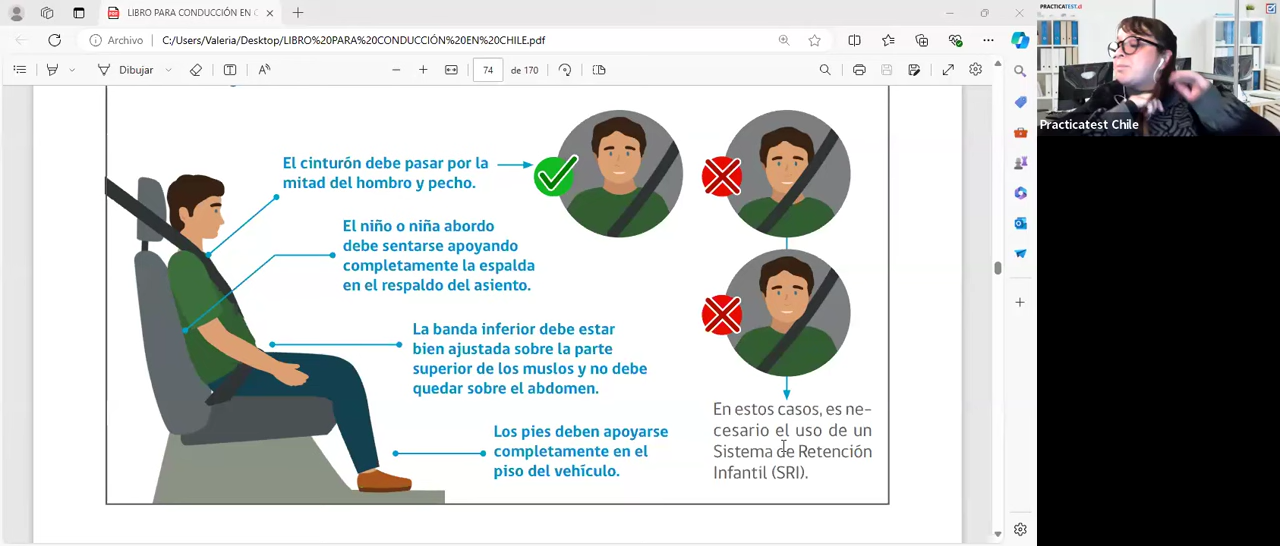 LIBRO PARA CONDUCCIÓN EN C
Archivo
C:/Users/Valeria/Desktop/LIBRO%20PARA%20CONDUCCIÓN%20EN%20CHILE.pdf
Dibujar
74
de 170
El cinturón debe pasar por la
mitad del hombro y pecho.
El niño o niña abordo
debe sentarse apoyando
completamente la espalda
en el respaldo del asiento.
La banda inferior debe estar
bien ajustada sobre la parte
superior de los muslos y no debe
quedar sobre el abdomen.
Los pies deben apoyarse
completamente en el
piso del vehículo.
En estos casos, es ne-
cesario el uso de un
Sistema de Retención
Infantil (SRI).
PRACTICATEST.cl
Practicatest Chile